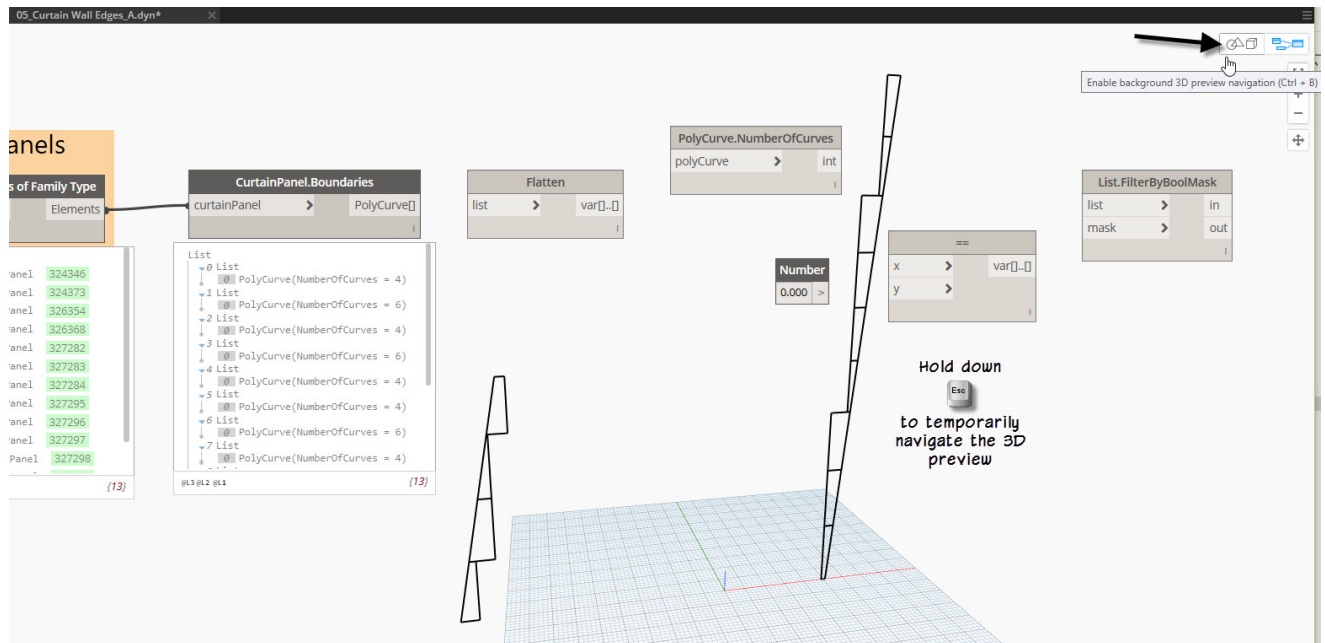 05_Curtain Wall Edges_A.dyn*
Enable background 3D preview navigation (Ctrl + B)
anels
s of Family Type
Elements
anel 324346
anel 324373
anel 326354
anel 326368
anel 327282
anel 327283
anel 327284
anel 327295
anel 327296
anel 327297
Panel 327298
{13}
CurtainPanel.Boundaries
curtainPanel > PolyCurve[]
List
0 List
0 PolyCurve(NumberOfCurves = 4)
1 List
0 PolyCurve(NumberOfCurves = 6)
2 List
0 PolyCurve(NumberOfCurves = 4)
3 List
0 PolyCurve(NumberOfCurves = 6)
4 List
0 PolyCurve(NumberOfCurves = 4)
5 List
0 PolyCurve(NumberOfCurves = 4)
6 List
0 PolyCurve(NumberOfCurves = 6)
7 List
0 PolyCurve(NumberOfCurves = 4)
@L3 @L2 @L1 {13}
Flatten
list > var[]..[]
PolyCurve.NumberOfCurves
polyCurve > int
Number
0.000 >
==
x > var[]..[]
y >
List.FilterByBoolMask
list > in
mask > out
Hold down
Esc
to temporarily
navigate the 3D
preview